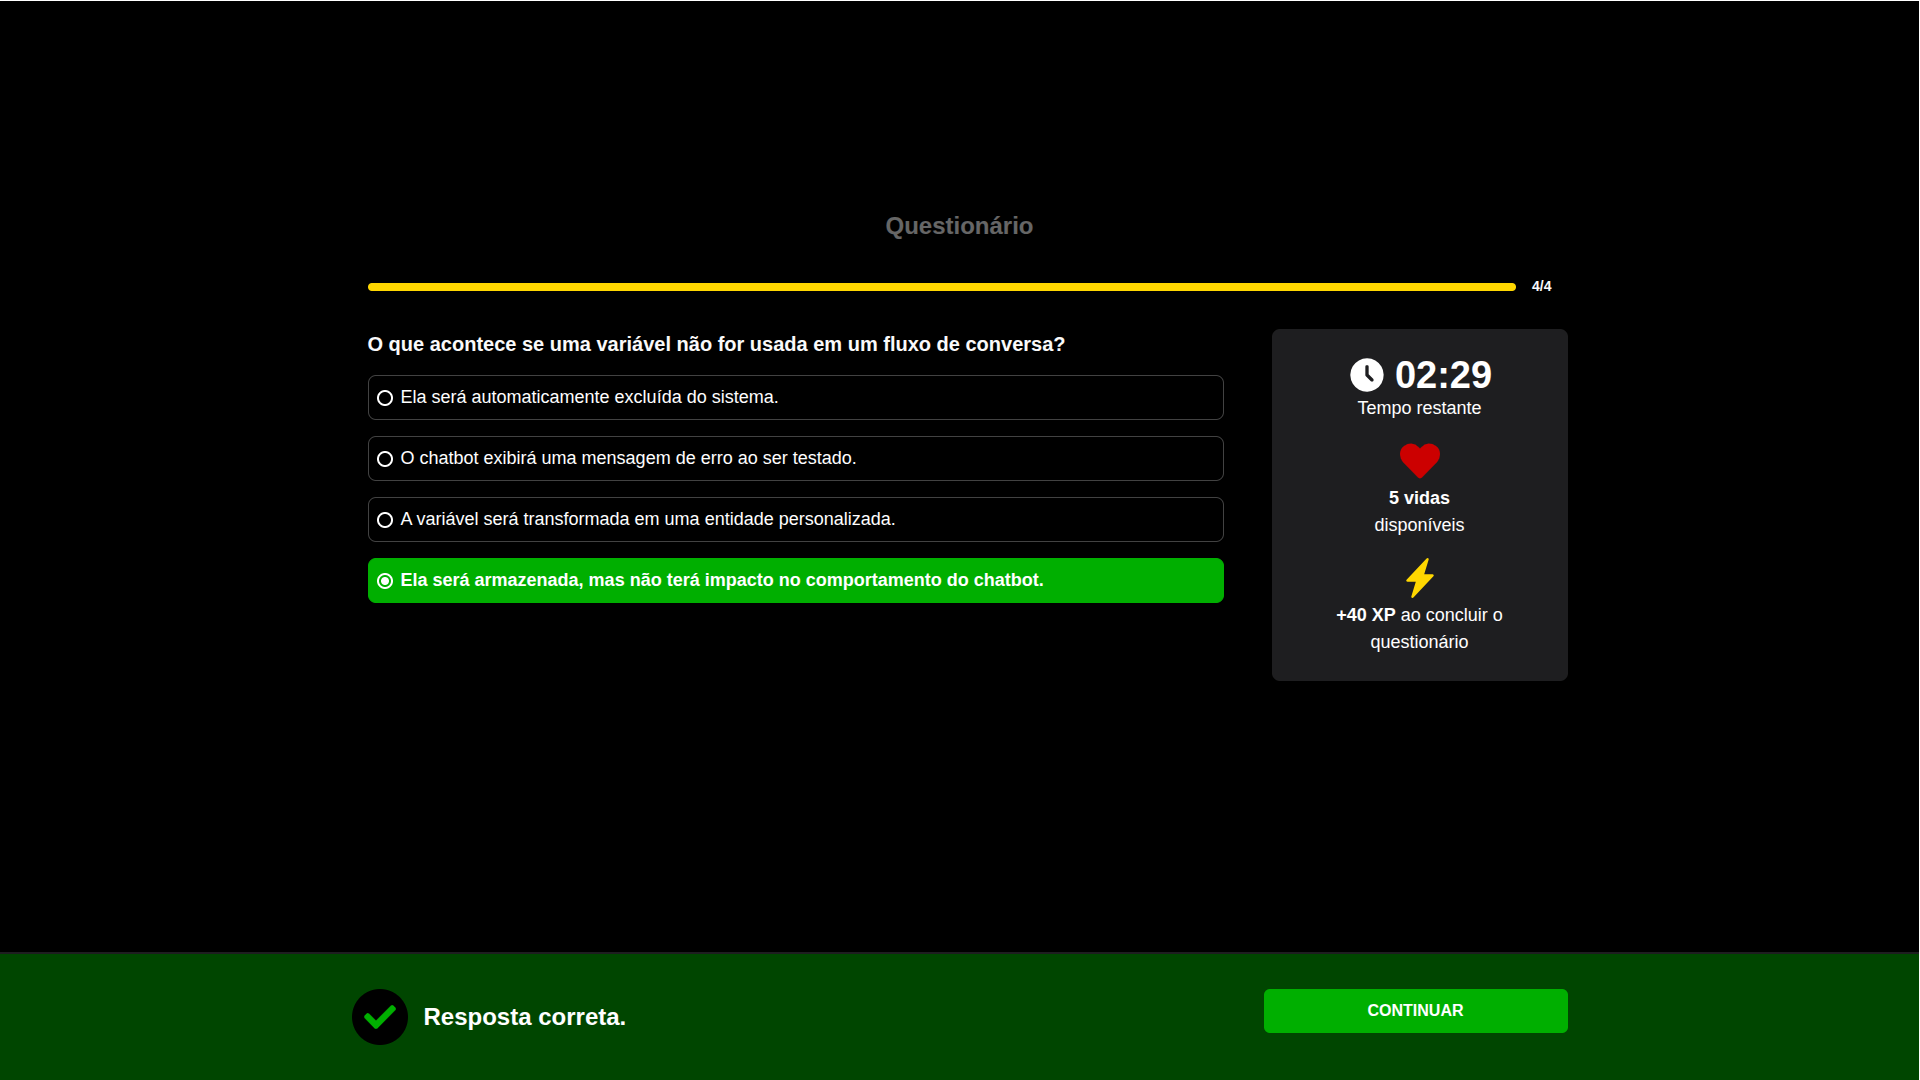 Questionário
4/4
O que acontece se uma variável não for usada em um fluxo de conversa?
Ela será automaticamente excluída do sistema.
O chatbot exibirá uma mensagem de erro ao ser testado.
A variável será transformada em uma entidade personalizada.
Ela será armazenada, mas não terá impacto no comportamento do chatbot.
02:29
Tempo restante
5 vidas
disponíveis
+40 XP ao concluir o
questionário
Resposta correta.
CONTINUAR